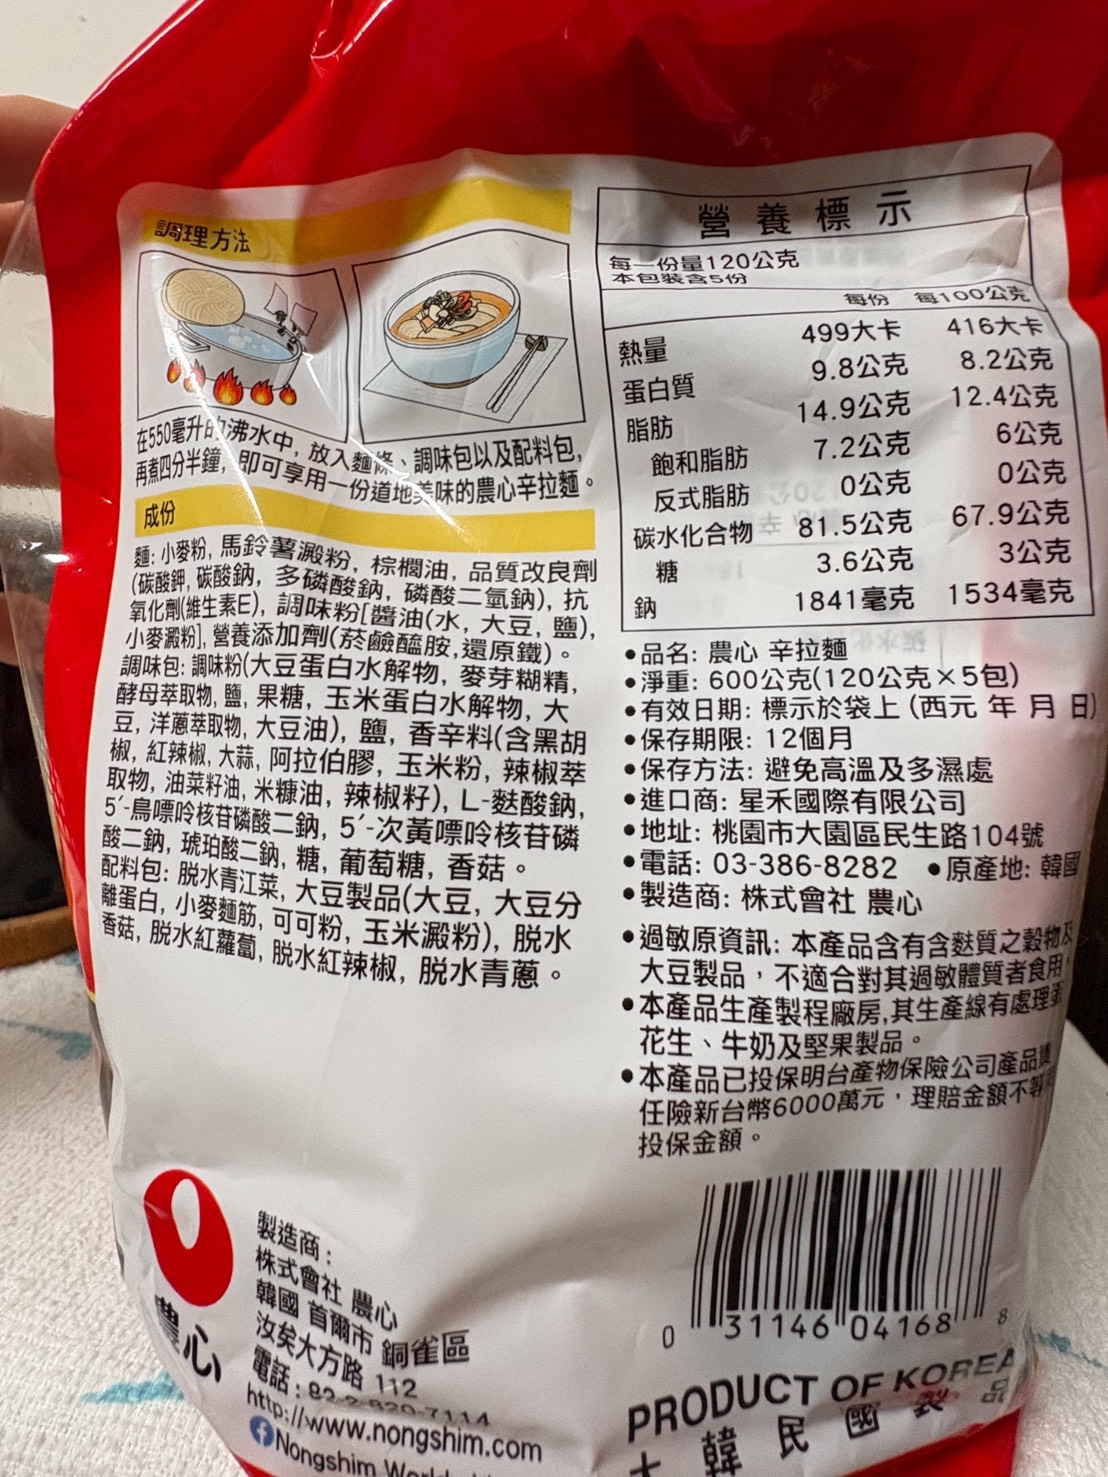 調理方法
在550毫升的沸水中, 放入麵條、調味包以及配料包,
再煮四分半鐘, 即可享用一份道地美味的農心辛拉麵。
成份
麵: 小麥粉, 馬鈴薯澱粉, 棕櫚油, 品質改良劑
(碳酸鉀, 碳酸鈉, 多磷酸鈉, 磷酸二氫鈉), 抗
氧化劑(維生素E), 調味粉[醬油(水, 大豆, 鹽),
小麥澱粉], 營養添加劑(菸鹼醯胺,還原鐵)。
調味包: 調味粉(大豆蛋白水解物, 麥芽糊精,
酵母萃取物, 鹽, 果糖, 玉米蛋白水解物, 大
豆, 洋蔥萃取物, 大豆油), 鹽, 香辛料(含黑胡
椒, 紅辣椒, 大蒜, 阿拉伯膠, 玉米粉, 辣椒萃
取物, 油菜籽油, 米糠油, 辣椒籽), L-麩酸鈉,
5´-鳥嘌呤核苷磷酸二鈉, 5´-次黃嘌呤核苷磷
酸二鈉, 琥珀酸二鈉, 糖, 葡萄糖, 香菇。
配料包: 脫水青江菜, 大豆製品(大豆, 大豆分
離蛋白, 小麥麵筋, 可可粉, 玉米澱粉), 脫水
香菇, 脫水紅蘿蔔, 脫水紅辣椒, 脫水青蔥。
營養標示
每一份量120公克
本包裝含5份
每份 每100公克
熱量 499大卡 416大卡
蛋白質 9.8公克 8.2公克
脂肪 14.9公克 12.4公克
飽和脂肪 7.2公克 6公克
反式脂肪 0公克 0公克
碳水化合物 81.5公克 67.9公克
糖 3.6公克 3公克
鈉 1841毫克 1534毫克
•品名: 農心 辛拉麵
•淨重: 600公克(120公克×5包)
•有效日期: 標示於袋上 (西元 年 月 日)
•保存期限: 12個月
•保存方法: 避免高溫及多濕處
•進口商: 星禾國際有限公司
•地址: 桃園市大園區民生路104號
•電話: 03-386-8282 •原產地: 韓國
•製造商: 株式會社 農心
•過敏原資訊: 本產品含有含麩質之穀物及
大豆製品，不適合對其過敏體質者食用
•本產品生產製程廠房,其生產線有處理
花生、牛奶及堅果製品。
•本產品已投保明台產物保險公司產品
任險新台幣6000萬元，理賠金額不等
投保金額。
農心
製造商:
株式會社 農心
韓國 首爾市 銅雀區
汝矣大方路 112
電話: 82-2-820-7114
http://www.nongshim.com
Nongshim
0 31146 04168 8
PRODUCT OF KOREA
大韓民國製品